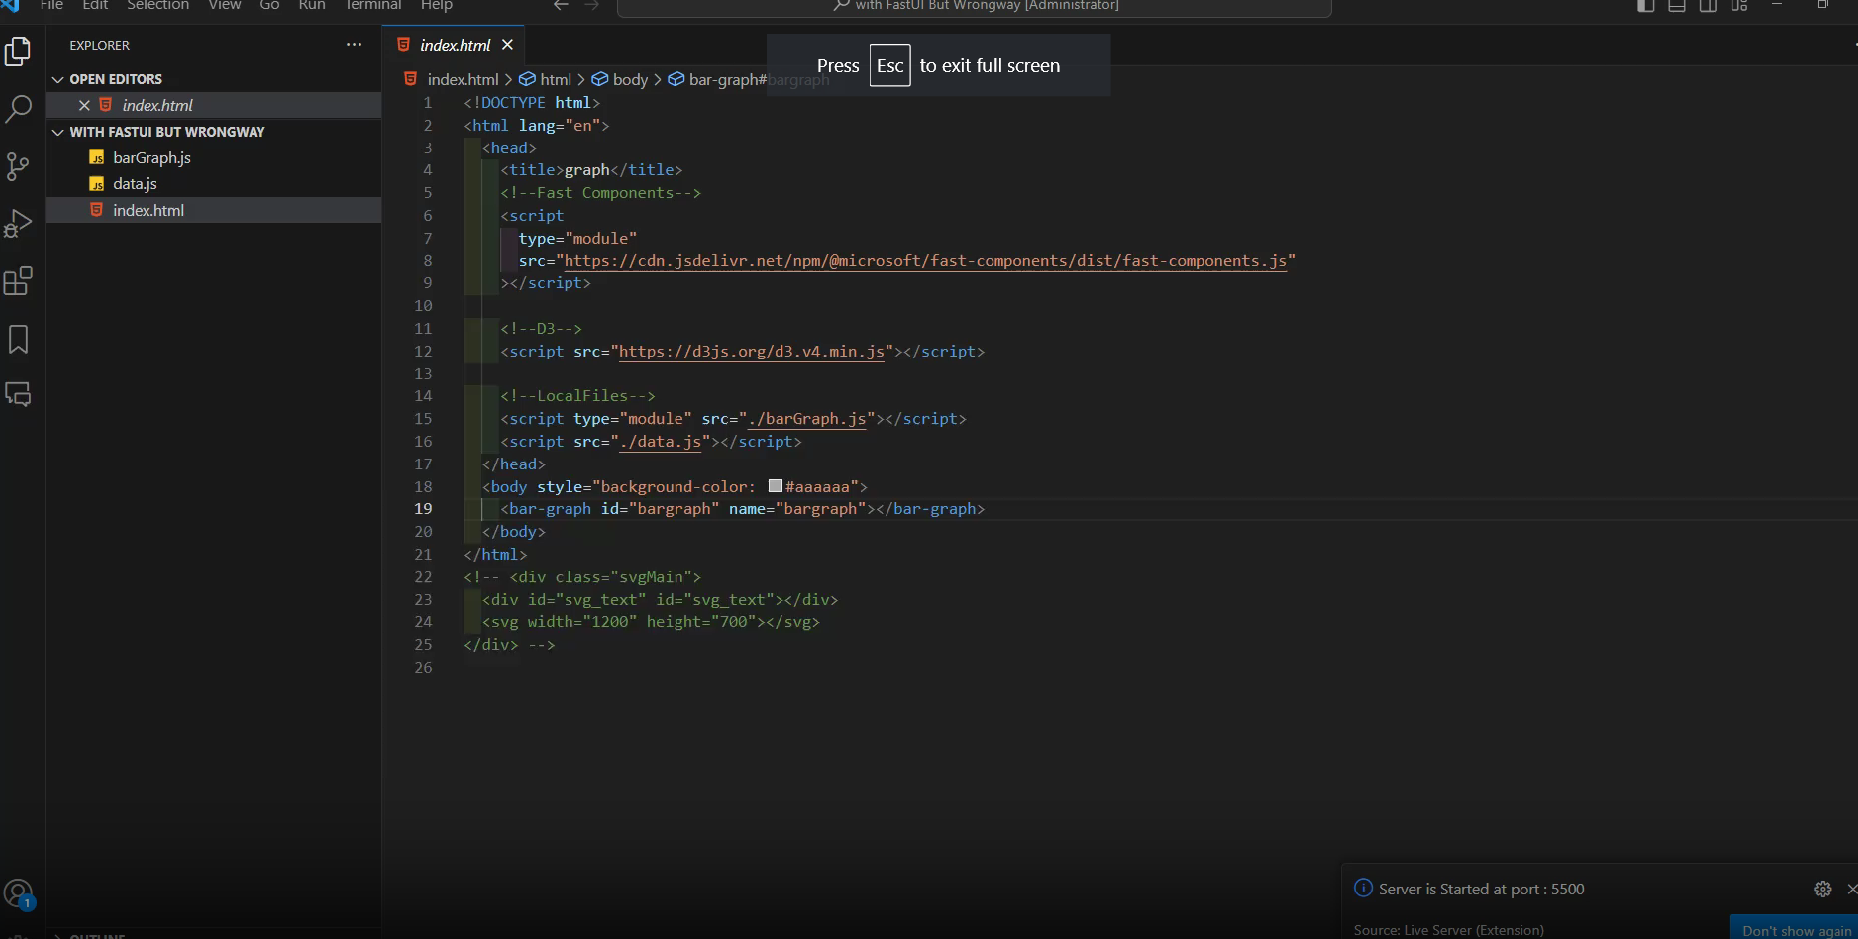 File Edit Selection View Go Run Terminal Help
with FastUI But Wrongway [Administrator]
EXPLORER
index.html
Press Esc to exit full screen
OPEN EDITORS
index.html
WITH FASTUI BUT WRONGWAY
barGraph.js
data.js
index.html
index.html > html > body > bar-graph#bargraph
1 <!DOCTYPE html>
2 <html lang="en">
3 <head>
4 <title>graph</title>
5 <!--Fast Components-->
6 <script
7 type="module"
8 src="https://cdn.jsdelivr.net/npm/@microsoft/fast-components/dist/fast-components.js"
9 ></script>
10
11 <!--D3-->
12 <script src="https://d3js.org/d3.v4.min.js"></script>
13
14 <!--LocalFiles-->
15 <script type="module" src="./barGraph.js"></script>
16 <script src="./data.js"></script>
17 </head>
18 <body style="background-color: #aaaaaa">
19 <bar-graph id="bargraph" name="bargraph"></bar-graph>
20 </body>
21 </html>
22 <!-- <div class="svgMain">
23 <div id="svg_text" id="svg_text"></div>
24 <svg width="1200" height="700"></svg>
25 </div> -->
26
1
OUTLINE
Server is Started at port : 5500
Source: Live Server (Extension)
Don't show again